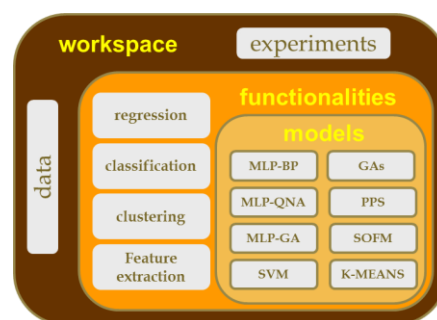 workspace
experiments
data
functionalities
regression
classification
clustering
Feature
extraction
models
MLP-BP
GAs
MLP-QNA
PPS
MLP-GA
SOFM
SVM
K-MEANS